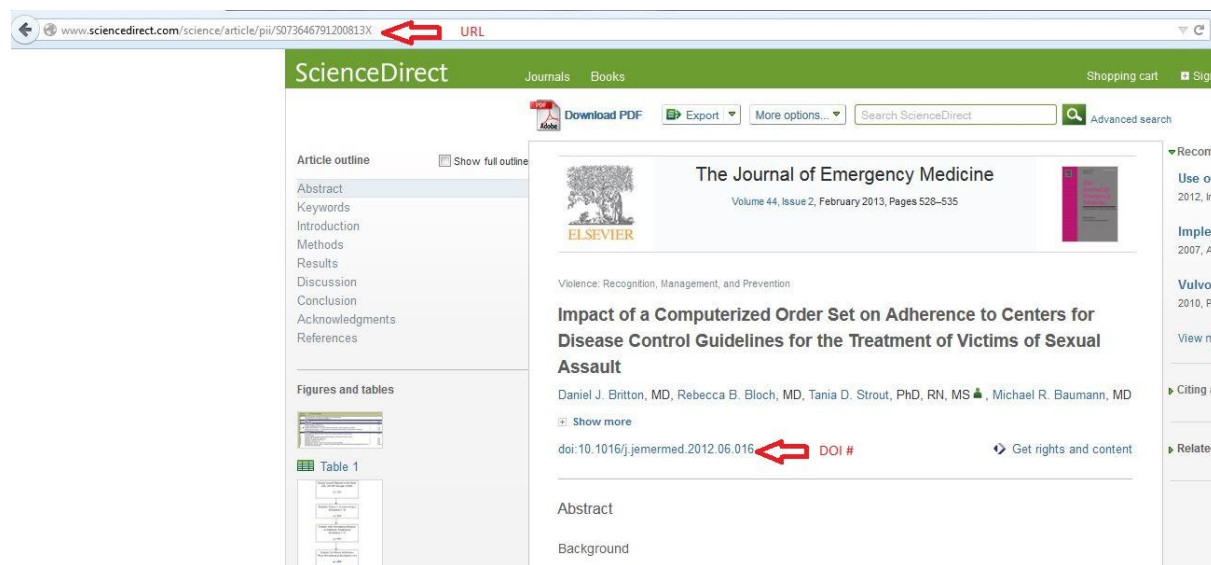 www.sciencedirect.com/science/article/pii/S073646791200813X URL
ScienceDirect Journals Books Shopping cart
PDF Adobe Download PDF Export More options... Search ScienceDirect Advanced search
Article outline Show full outline
Abstract
Keywords
Introduction
Methods
Results
Discussion
Conclusion
Acknowledgments
References
Figures and tables
Table 1
ELSEVIER
The Journal of Emergency Medicine
Volume 44, Issue 2, February 2013, Pages 528–535
Violence: Recognition, Management, and Prevention
Impact of a Computerized Order Set on Adherence to Centers for
Disease Control Guidelines for the Treatment of Victims of Sexual
Assault
Daniel J. Britton, MD, Rebecca B. Bloch, MD, Tania D. Strout, PhD, RN, MS, Michael R. Baumann, MD
Show more
doi:10.1016/j.jemermed.2012.06.016 DOI # Get rights and content
Abstract
Background
Use o
2012, I
Imple
2007, A
Vulvo
2010, P
View
Citing
Relate